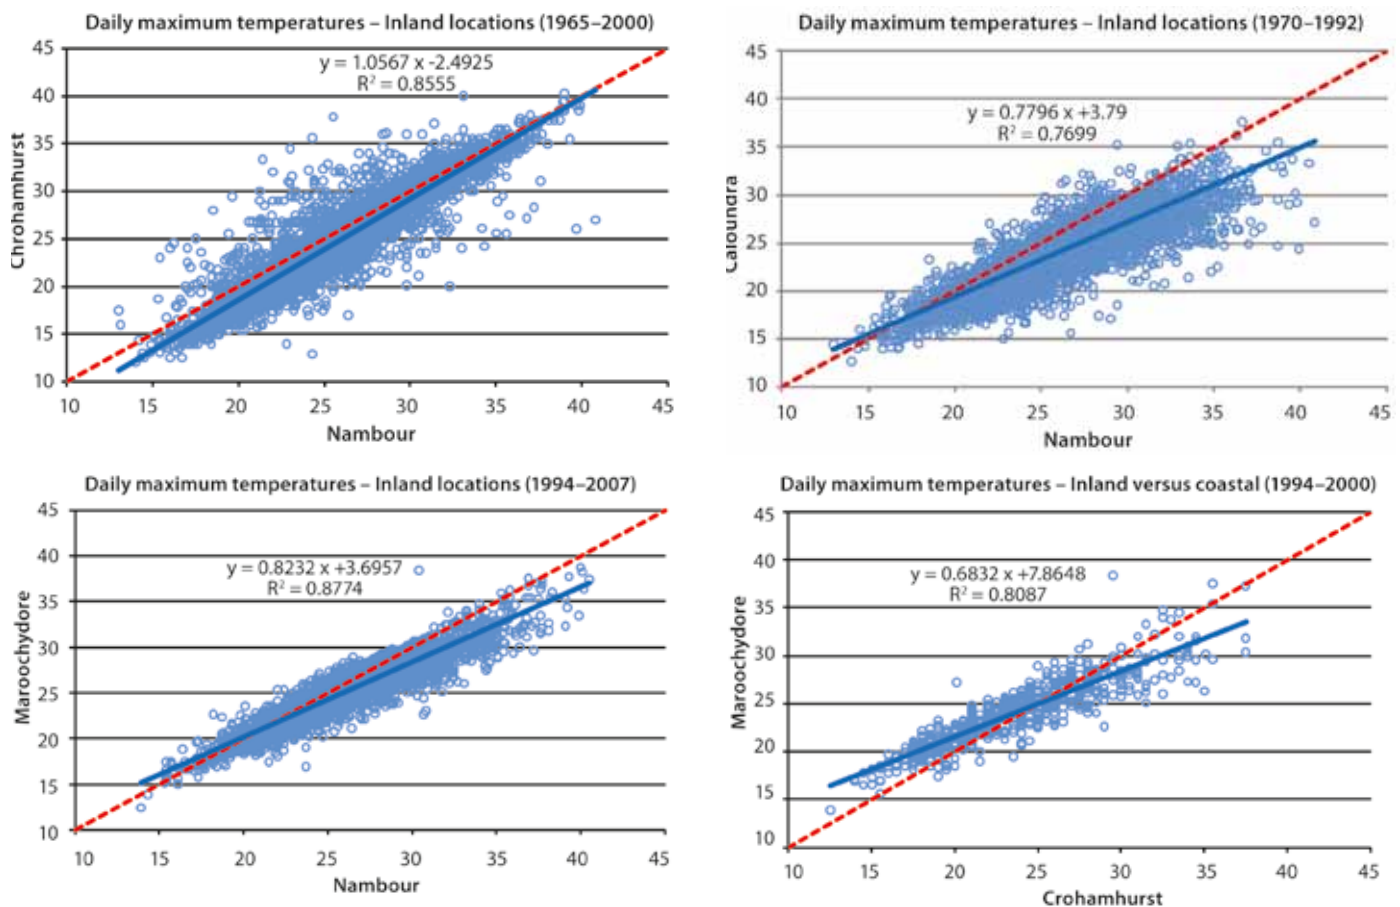 Daily maximum temperatures – Inland locations (1965–2000)
y = 1.0567 x -2.4925
R² = 0.8555
Chrohamhurst
45
40
35
30
25
20
15
10
10 15 20 25 30 35 40 45
Nambour
Daily maximum temperatures – Inland locations (1970–1992)
y = 0.7796 x +3.79
R² = 0.7699
Caloundra
45
40
35
30
25
20
15
10
10 15 20 25 30 35 40 45
Nambour
Daily maximum temperatures – Inland locations (1994–2007)
y = 0.8232 x +3.6957
R² = 0.8774
Maroochydore
45
40
35
30
25
20
15
10
10 15 20 25 30 35 40 45
Nambour
Daily maximum temperatures – Inland versus coastal (1994–2000)
y = 0.6832 x +7.8648
R² = 0.8087
Maroochydore
45
40
35
30
25
20
15
10
10 15 20 25 30 35 40 45
Crohamhurst